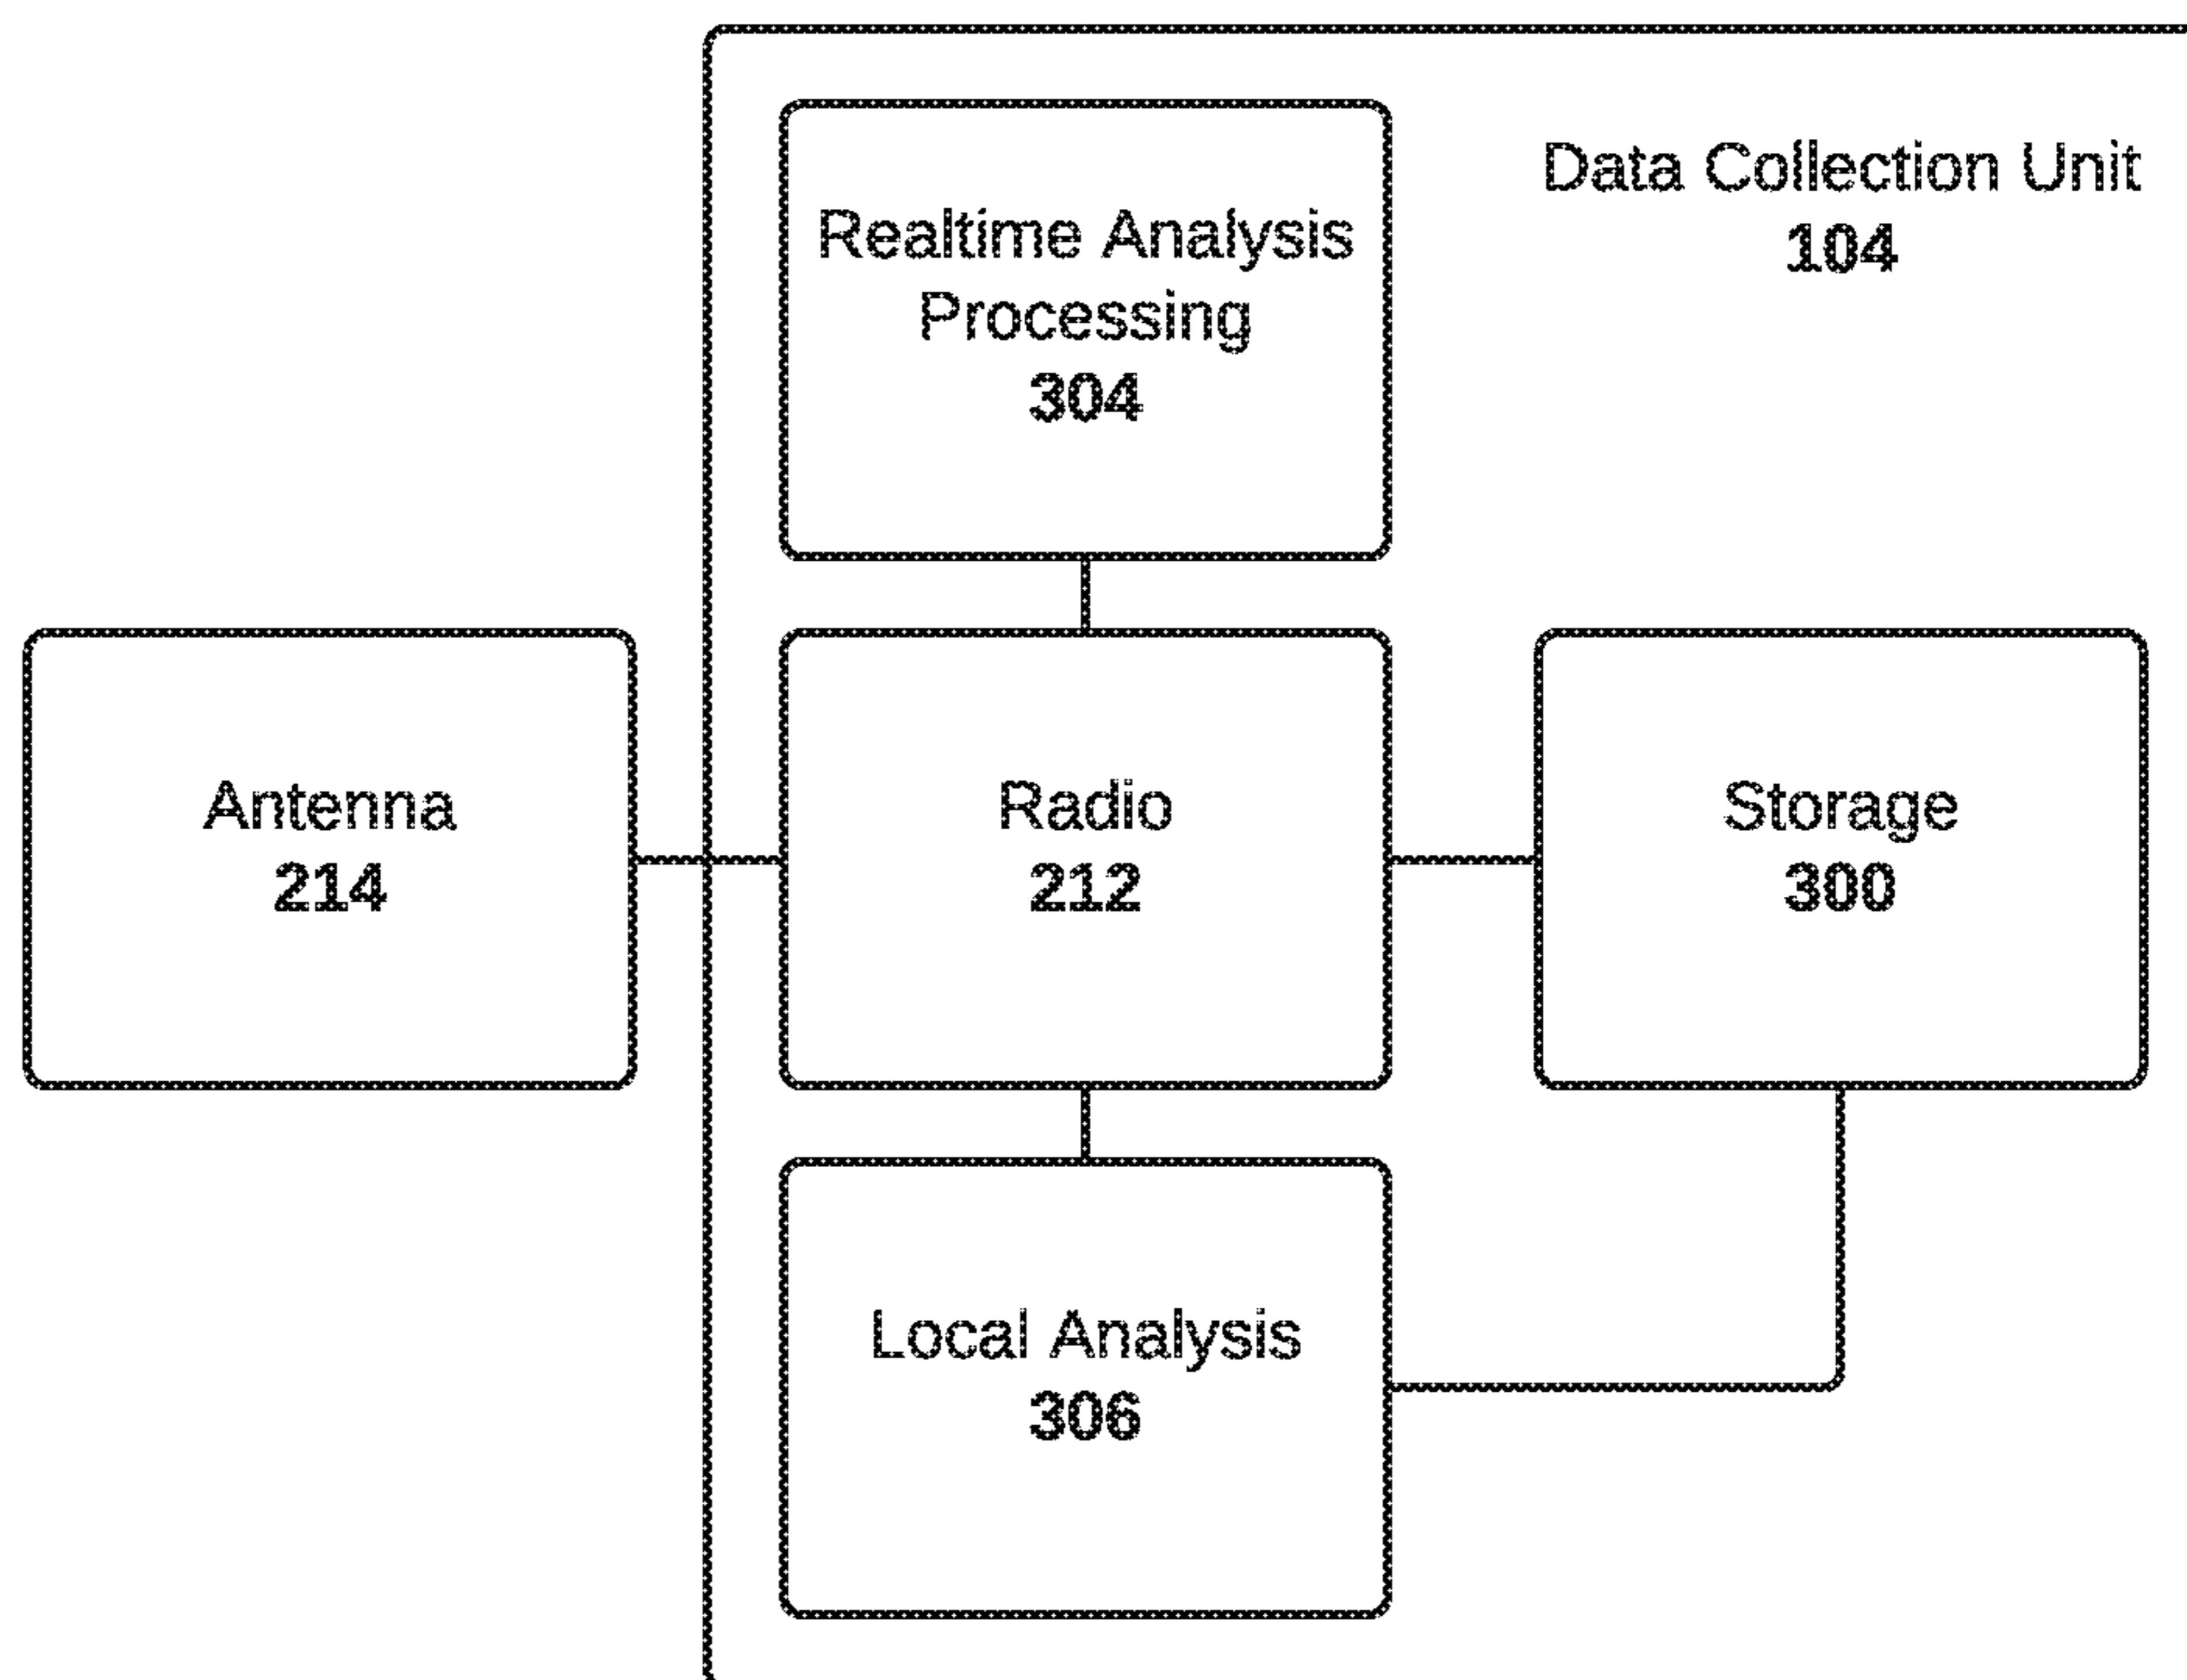 Data Collection Unit
104
Realtime Analysis
Processing
304
Antenna
214
Radio
212
Storage
300
Local Analysis
306